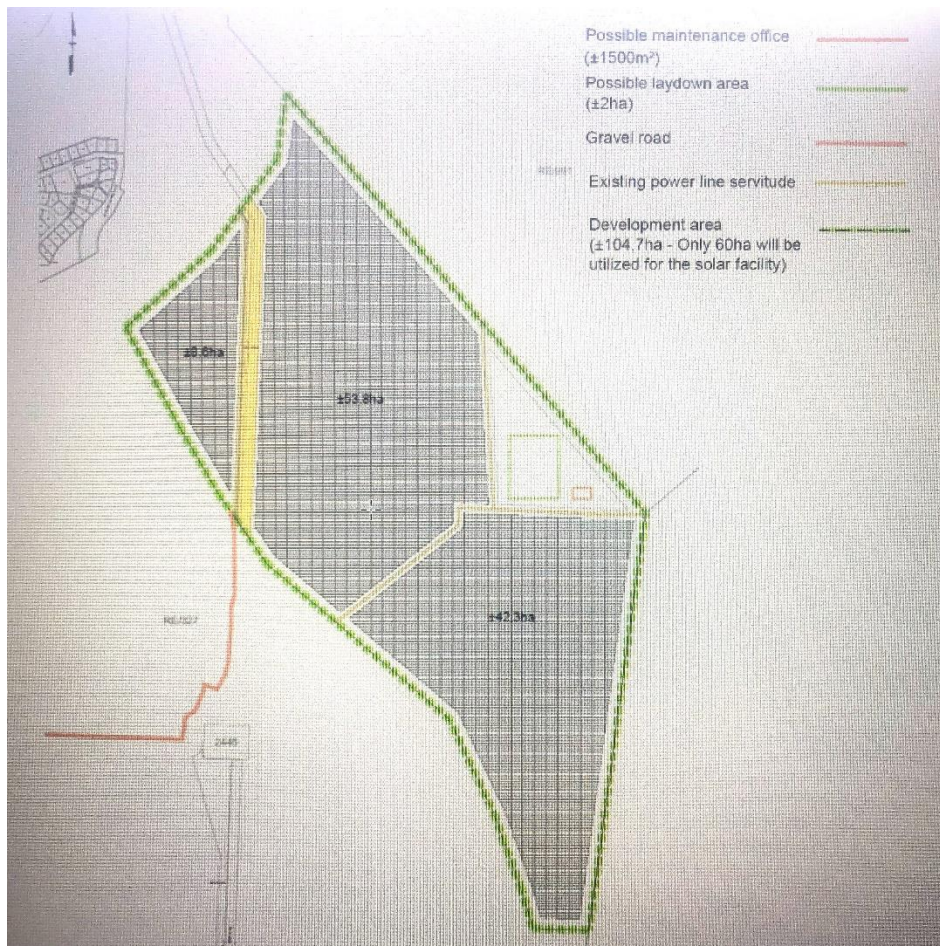 Possible maintenance office
(±1500m²)
Possible laydown area
(±2ha)
Gravel road
Existing power line servitude
Development area
(±104.7ha - Only 60ha will be
utilized for the solar facility)
±53.8ha
±42.3ha
2446